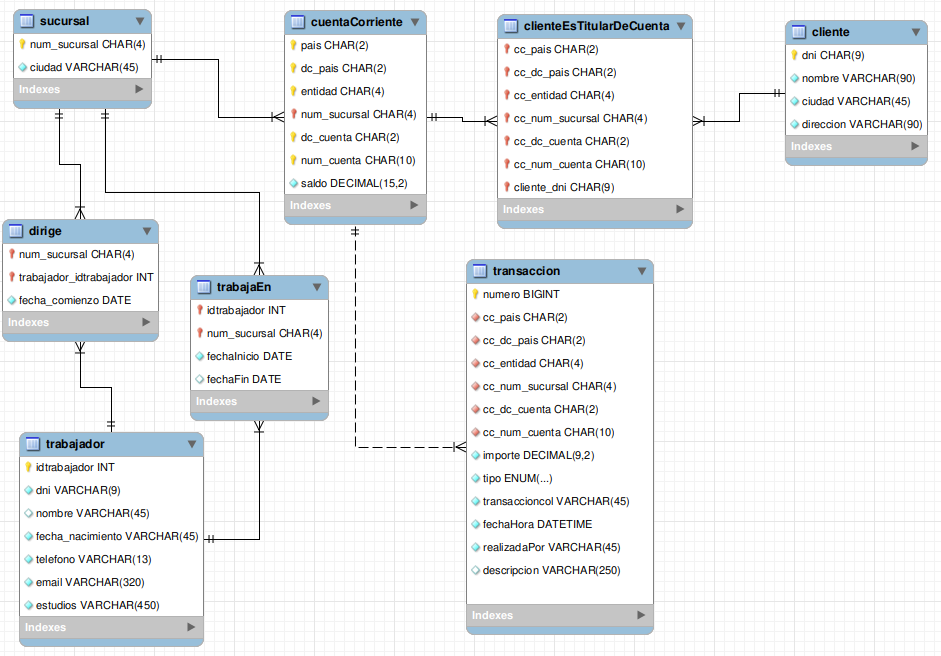 sucursal
num_sucursal CHAR(4)
ciudad VARCHAR(45)
Indexes
cuentaCorriente
pais CHAR(2)
dc_pais CHAR(2)
entidad CHAR(4)
num_sucursal CHAR(4)
dc_cuenta CHAR(2)
num_cuenta CHAR(10)
saldo DECIMAL(15,2)
Indexes
clienteEsTitularDeCuenta
cc_pais CHAR(2)
cc_dc_pais CHAR(2)
cc_entidad CHAR(4)
cc_num_sucursal CHAR(4)
cc_dc_cuenta CHAR(2)
cc_num_cuenta CHAR(10)
cliente_dni CHAR(9)
Indexes
cliente
dni CHAR(9)
nombre VARCHAR(90)
ciudad VARCHAR(45)
direccion VARCHAR(90)
Indexes
dirige
num_sucursal CHAR(4)
trabajador_idtrabajador INT
fecha_comienzo DATE
Indexes
trabajaEn
idtrabajador INT
num_sucursal CHAR(4)
fechaInicio DATE
fechaFin DATE
Indexes
transaccion
numero BIGINT
cc_pais CHAR(2)
cc_dc_pais CHAR(2)
cc_entidad CHAR(4)
cc_num_sucursal CHAR(4)
cc_dc_cuenta CHAR(2)
cc_num_cuenta CHAR(10)
importe DECIMAL(9,2)
tipo ENUM(...)
transaccioncol VARCHAR(45)
fechaHora DATETIME
realizadaPor VARCHAR(45)
descripcion VARCHAR(250)
Indexes
trabajador
idtrabajador INT
dni VARCHAR(9)
nombre VARCHAR(45)
fecha_nacimiento VARCHAR(45)
telefono VARCHAR(13)
email VARCHAR(320)
estudios VARCHAR(450)
Indexes